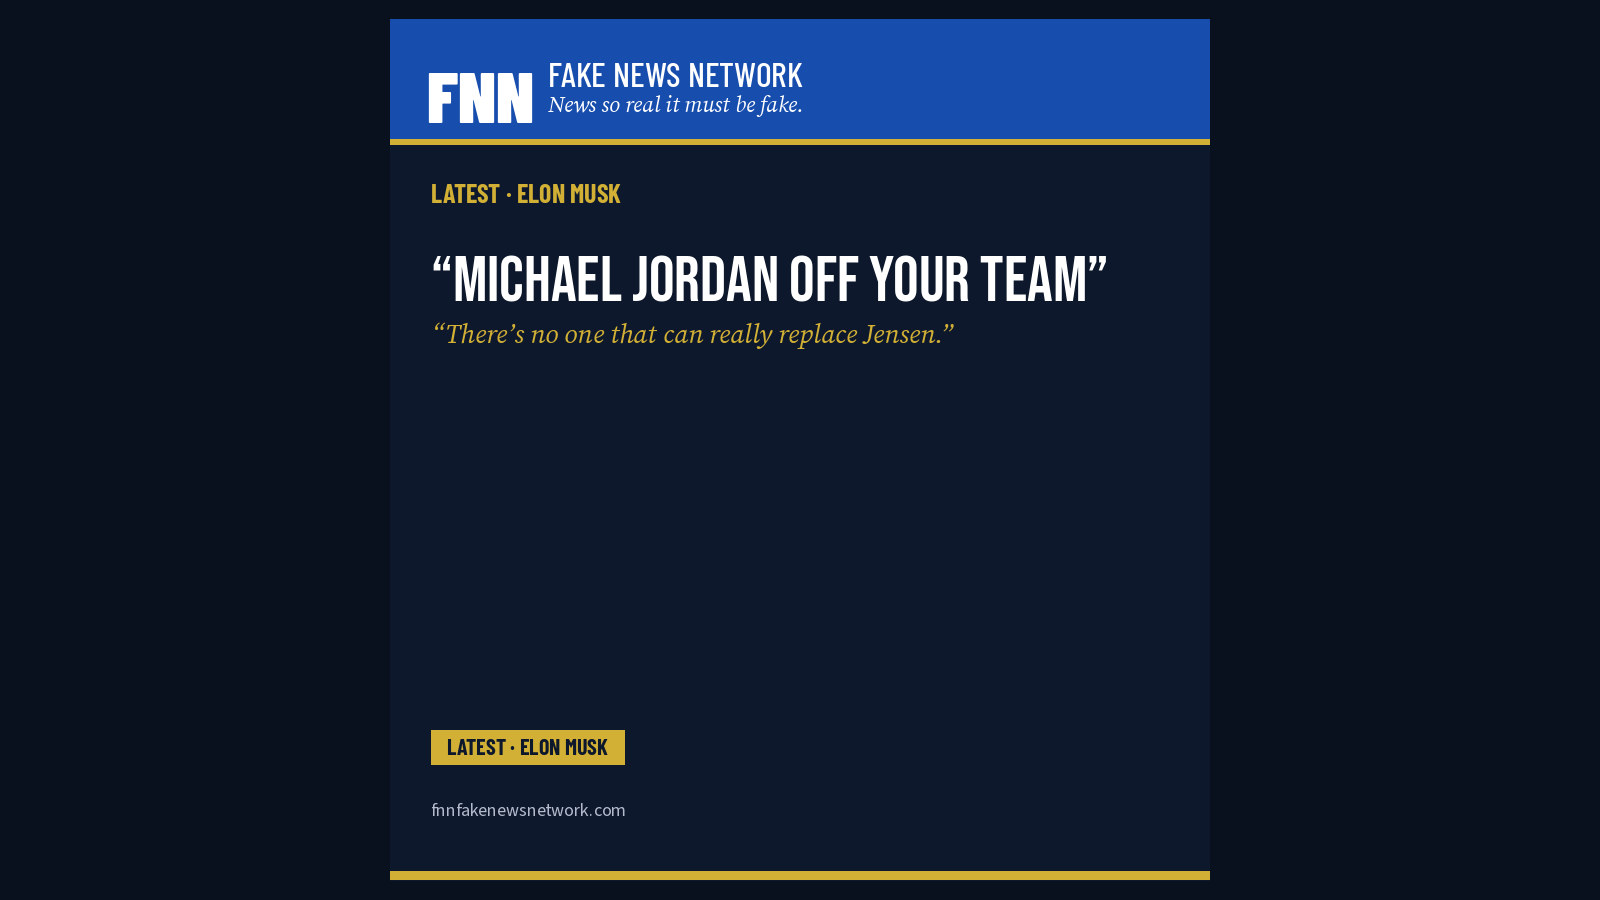 FNN
FAKE NEWS NETWORK
News so real it must be fake.
LATEST · ELON MUSK
“MICHAEL JORDAN OFF YOUR TEAM”
“There’s no one that can really replace Jensen.”
LATEST · ELON MUSK
fnnfakenewsnetwork.com